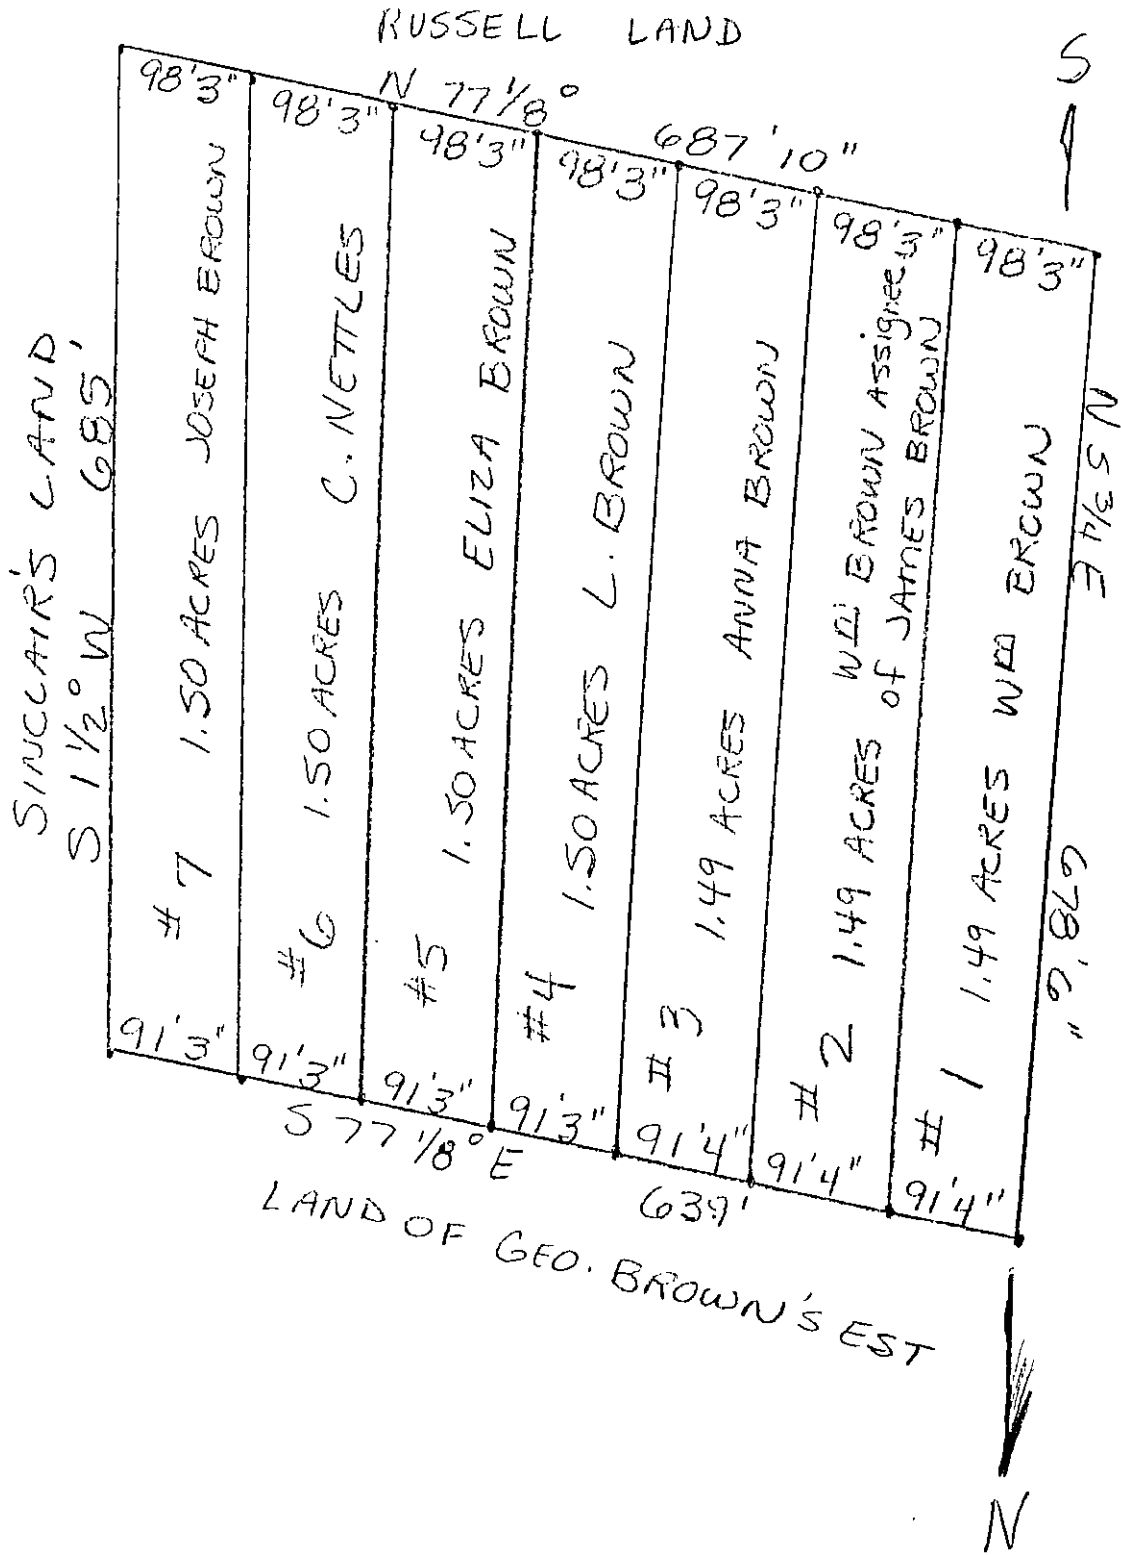 RUSSELL LAND
N 77 1/8° 687'10"
S
98'3" 98'3" 98'3" 98'3" 98'3" 98'3" 98'3"
SINCLAIR'S LAND
S 1 1/2° W 685'
# 7 1.50 ACRES JOSEPH BROWN
# 6 1.50 ACRES C. NETTLES
#5 1.50 ACRES ELIZA BROWN
#4 1.50 ACRES L. BROWN
# 3 1.49 ACRES ANNA BROWN
# 2 1.49 ACRES WM BROWN ASSignee
of JAMES BROWN
# 1 1.49 ACRES WM BROWN
N 5 3/4 E 678'6"
91'3" 91'3" 91'3" 91'3" 91'4" 91'4" 91'4"
S 77 1/8° E 639'
LAND OF GEO. BROWN'S EST
N